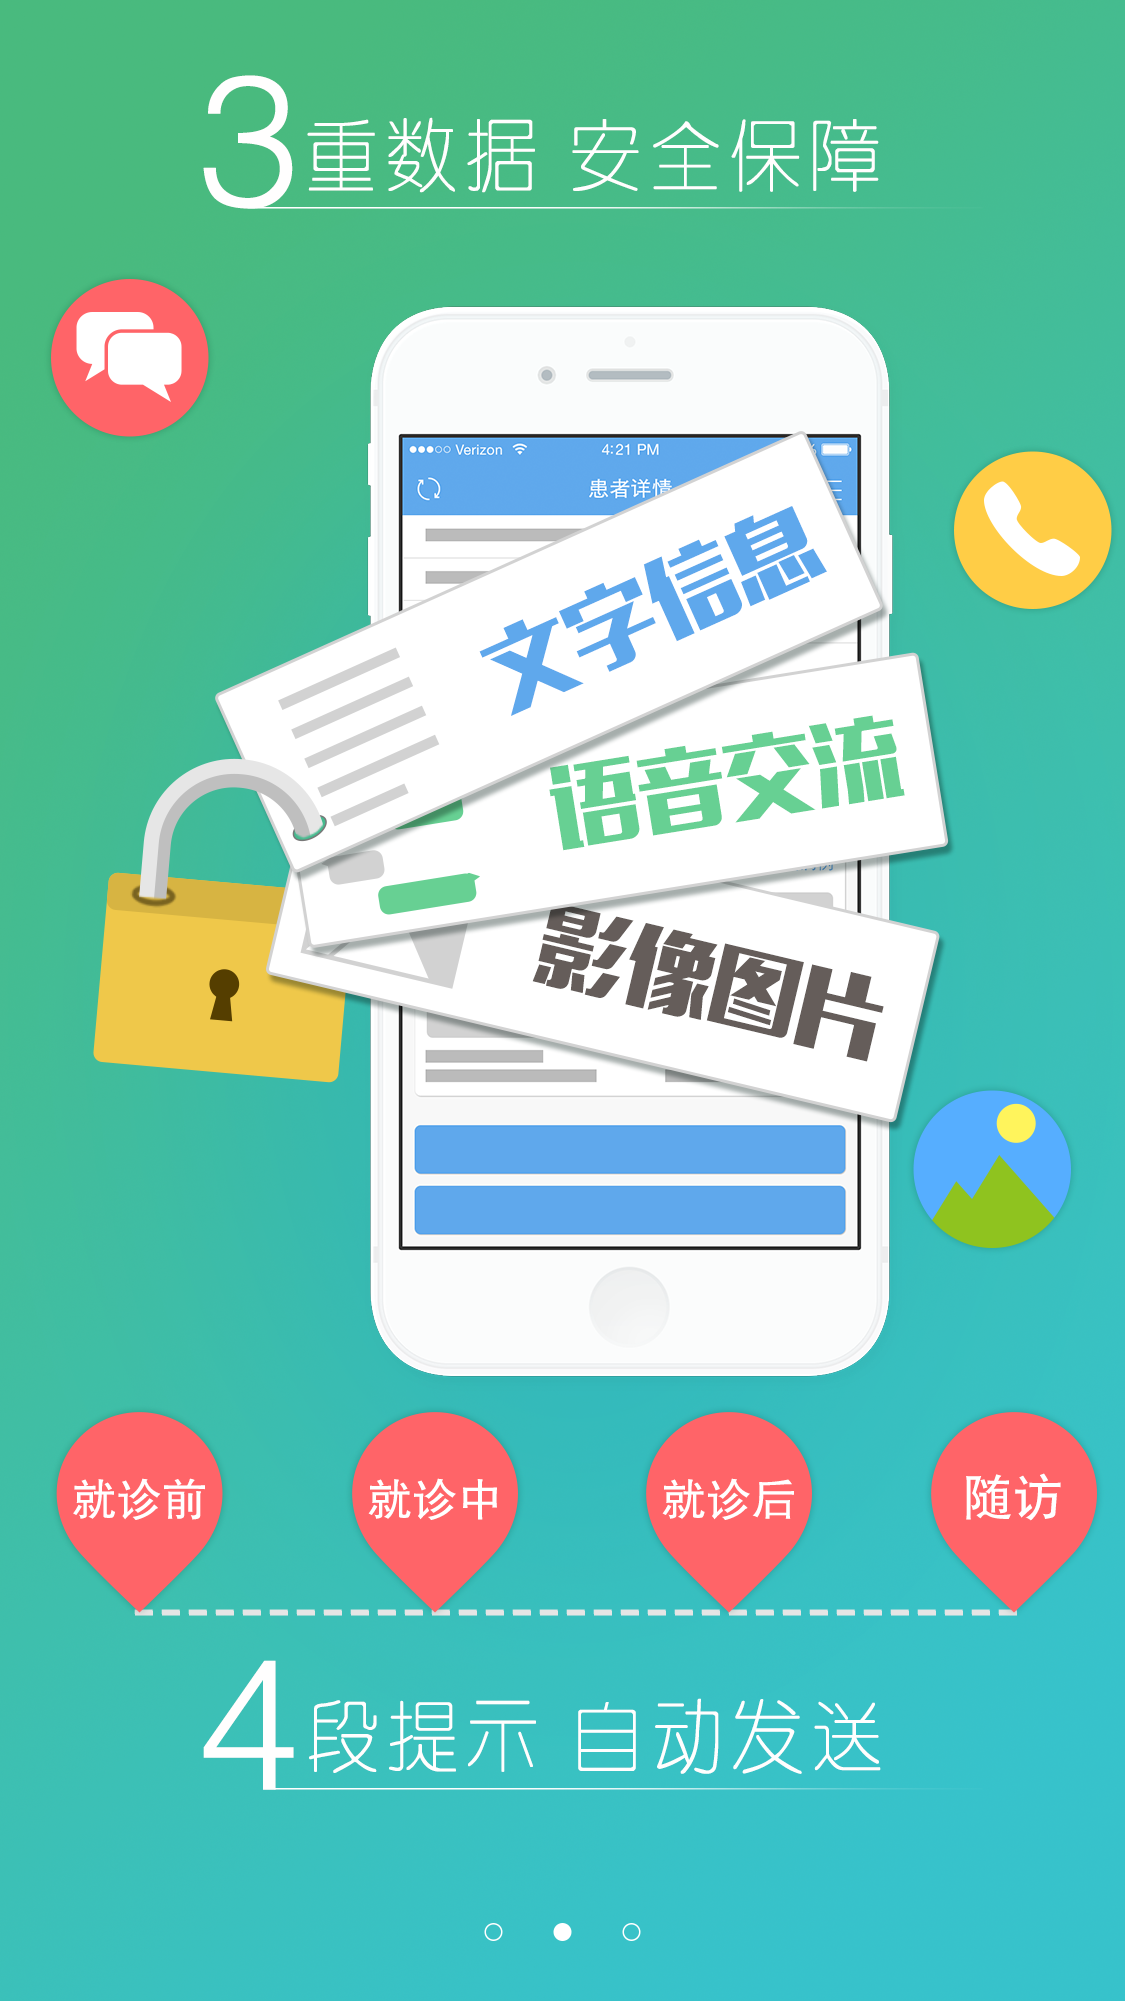 3重数据 安全保障
Verizon 4:21 PM
患者详情
文字信息
语音交流
影像图片
就诊前 就诊中 就诊后 随访
4段提示 自动发送